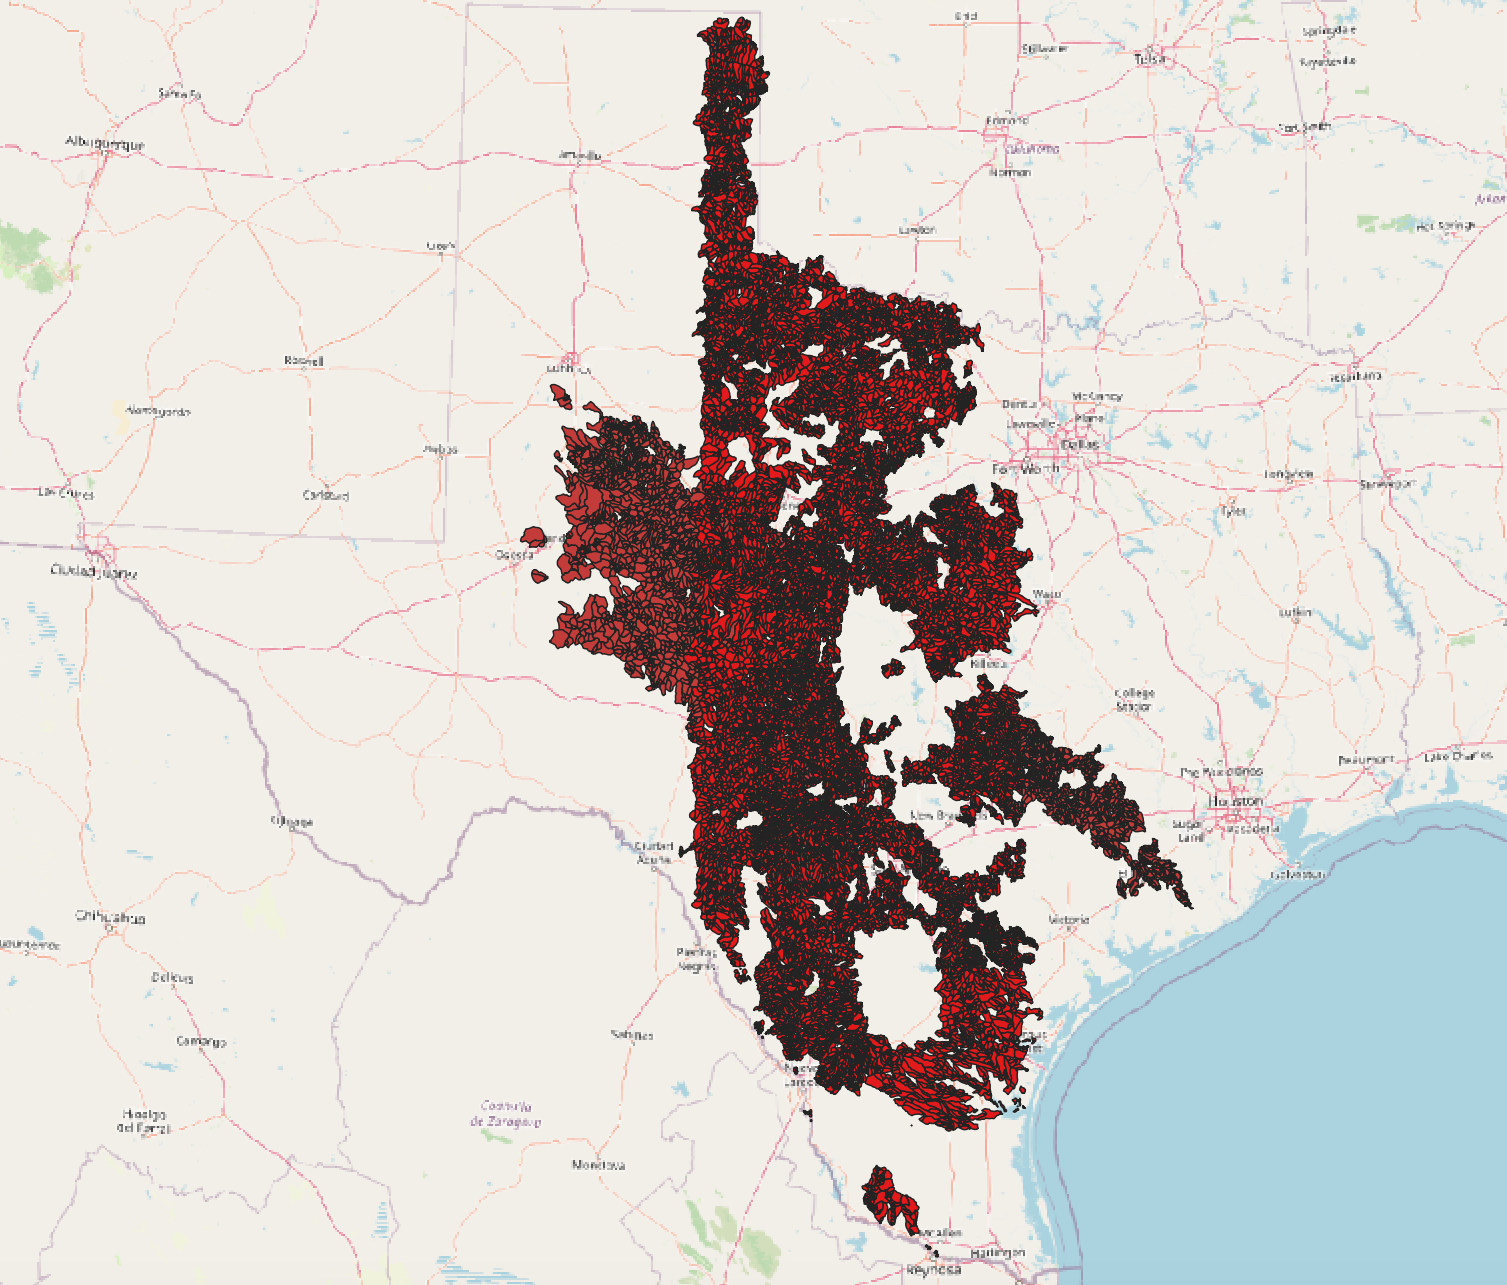 Enid
Springdale
Stillwater
Fayetteville
Tulsa
Santa Fe
Edmond
Fort Smith
Albuquerque
Oklahoma
Amarillo
Norman
Lawton
Hot Springs
Roswell
Lubbock
Texarkana
Alamogordo
Denton
McKinney
Lewisville
Plano
Dallas
Hobbs
Fort Worth
Longview
Shreveport
Las Cruces
Carlsbad
Tyler
Odessa
Ciudad Juárez
Waco
Lufkin
Killeen
College
Station
The Woodlands
Beaumont
Lake Charles
Houston
Ojinaga
New Braunfels
Sugar
Land
Pasadena
Ciudad
Acuña
Galveston
Chihuahua
Victoria
Cuauhtémoc
Piedras
Negras
Delicias
Sabinas
Camargo
Nuevo
Laredo
Coahuila
de Zaragoza
Hidalgo
del Parral
Monclova
McAllen
Harlingen
Reynosa